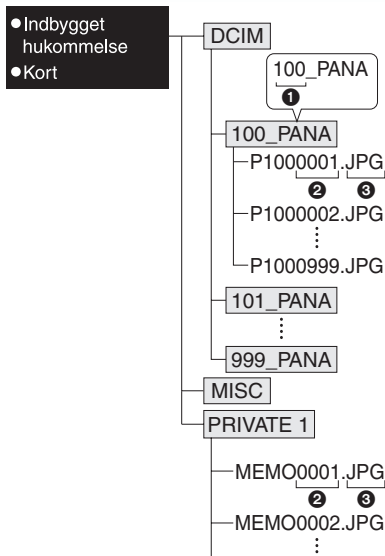 ● Indbygget
hukommelse
● Kort
DCIM
100_PANA
❶
100_PANA
P1000001.JPG
❷ ❸
P1000002.JPG
P1000999.JPG
101_PANA
999_PANA
MISC
PRIVATE 1
MEMO0001.JPG
❷ ❸
MEMO0002.JPG